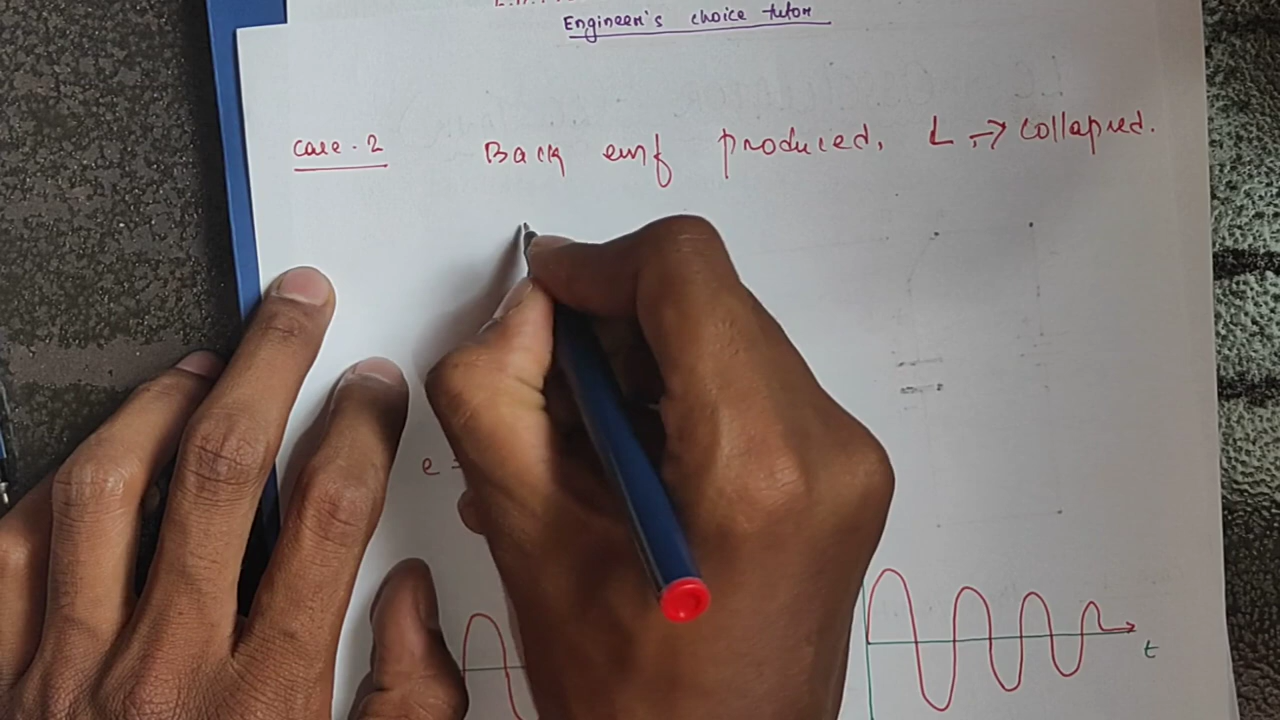 Engineer's choice tutor
Case. 2 Back emf produced, L → Collapsed.
e =
t